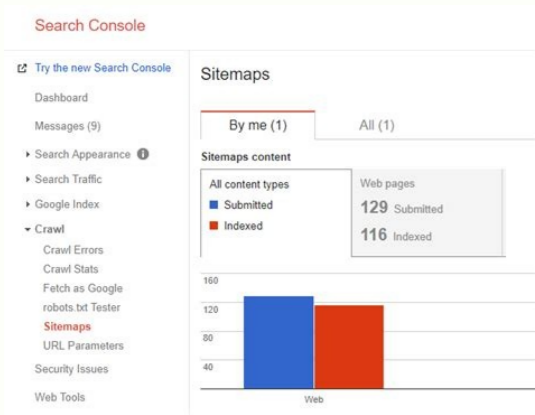 Search Console
Try the new Search Console
Dashboard
Messages (9)
Search Appearance i
Search Traffic
Google Index
Crawl
Crawl Errors
Crawl Stats
Fetch as Google
robots.txt Tester
Sitemaps
URL Parameters
Security Issues
Web Tools
Sitemaps
By me (1)
All (1)
Sitemaps content
All content types
Submitted
Indexed
Web pages
129 Submitted
116 Indexed
160
120
80
40
Web